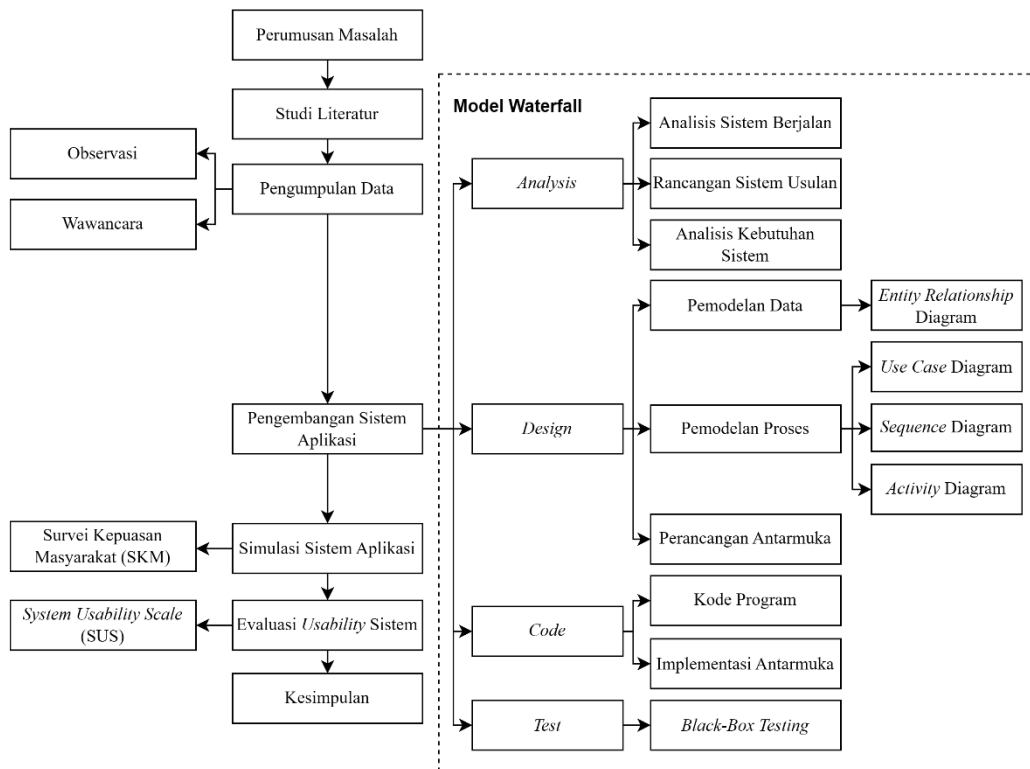 Perumusan Masalah
Studi Literatur
Observasi
Pengumpulan Data
Wawancara
Pengembangan Sistem
Aplikasi
Survei Kepuasan
Masyarakat (SKM)
Simulasi Sistem Aplikasi
System Usability Scale
(SUS)
Evaluasi Usability Sistem
Kesimpulan
Model Waterfall
Analysis
Analisis Sistem Berjalan
Rancangan Sistem Usulan
Analisis Kebutuhan
Sistem
Design
Pemodelan Data
Entity Relationship
Diagram
Pemodelan Proses
Use Case Diagram
Sequence Diagram
Activity Diagram
Perancangan Antarmuka
Code
Kode Program
Implementasi Antarmuka
Test
Black-Box Testing